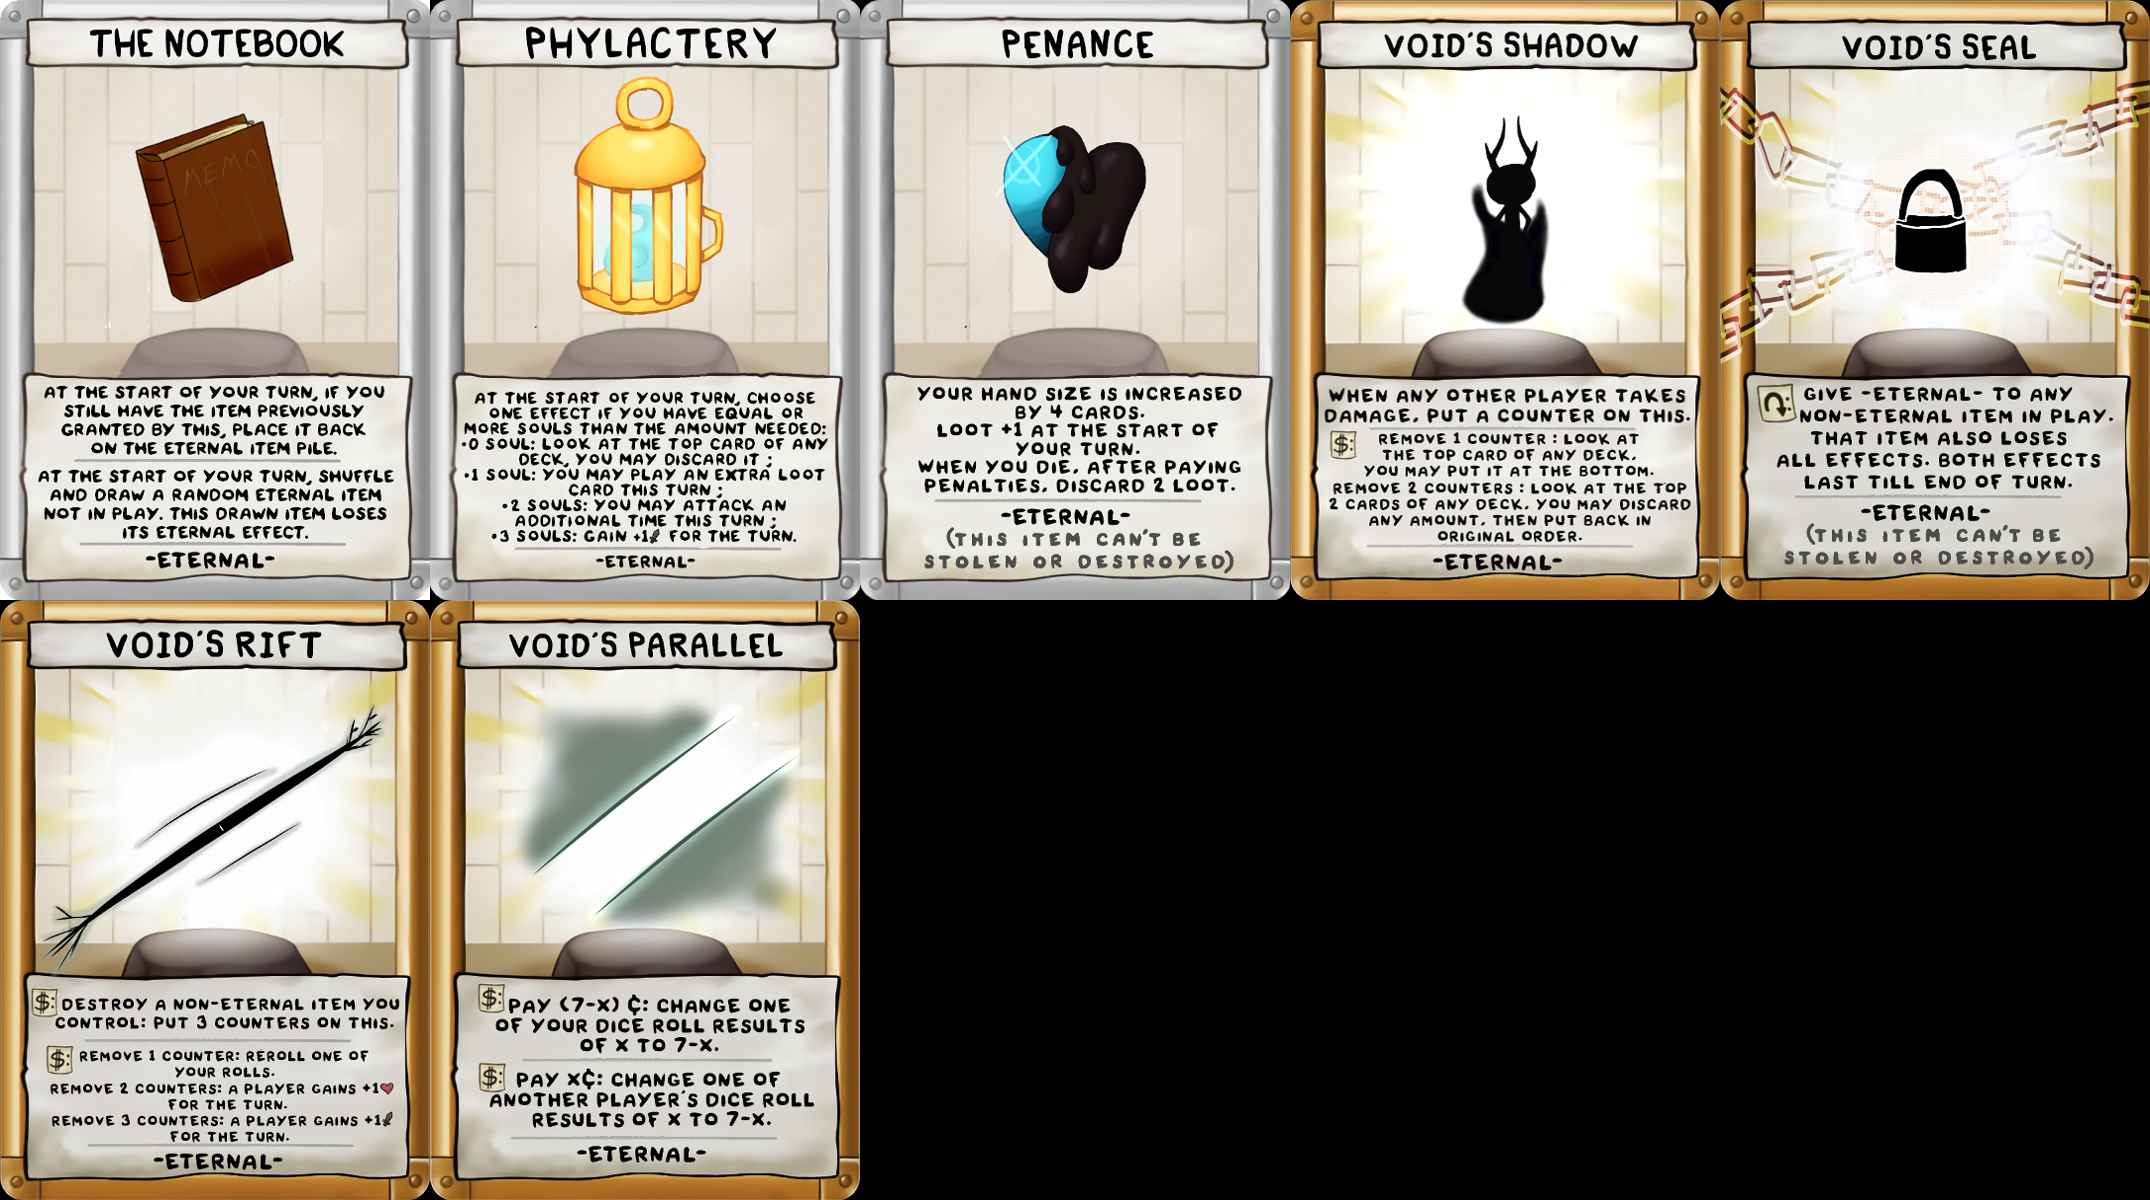 THE NOTEBOOK
MEMO
AT THE START OF YOUR TURN, IF YOU
STILL HAVE THE ITEM PREVIOUSLY
GRANTED BY THIS, PLACE IT BACK
ON THE ETERNAL ITEM PILE.
AT THE START OF YOUR TURN, SHUFFLE
AND DRAW A RANDOM ETERNAL ITEM
NOT IN PLAY. THIS DRAWN ITEM LOSES
ITS ETERNAL EFFECT.
-ETERNAL-
PHYLACTERY
AT THE START OF YOUR TURN, CHOOSE
ONE EFFECT IF YOU HAVE EQUAL OR
MORE SOULS THAN THE AMOUNT NEEDED:
•0 SOUL: LOOK AT THE TOP CARD OF ANY
DECK, YOU MAY DISCARD IT ;
•1 SOUL: YOU MAY PLAY AN EXTRA LOOT
CARD THIS TURN ;
•2 SOULS: YOU MAY ATTACK AN
ADDITIONAL TIME THIS TURN ;
•3 SOULS: GAIN +1 FOR THE TURN.
-ETERNAL-
PENANCE
YOUR HAND SIZE IS INCREASED
BY 4 CARDS.
LOOT +1 AT THE START OF
YOUR TURN.
WHEN YOU DIE, AFTER PAYING
PENALTIES, DISCARD 2 LOOT.
-ETERNAL-
(THIS ITEM CAN'T BE
STOLEN OR DESTROYED)
VOID'S SHADOW
WHEN ANY OTHER PLAYER TAKES
DAMAGE, PUT A COUNTER ON THIS.
$: REMOVE 1 COUNTER : LOOK AT
THE TOP CARD OF ANY DECK,
YOU MAY PUT IT AT THE BOTTOM.
REMOVE 2 COUNTERS : LOOK AT THE TOP
2 CARDS OF ANY DECK, YOU MAY DISCARD
ANY AMOUNT, THEN PUT BACK IN
ORIGINAL ORDER.
-ETERNAL-
VOID'S SEAL
GIVE -ETERNAL- TO ANY
NON-ETERNAL ITEM IN PLAY.
THAT ITEM ALSO LOSES
ALL EFFECTS. BOTH EFFECTS
LAST TILL END OF TURN.
-ETERNAL-
(THIS ITEM CAN'T BE
STOLEN OR DESTROYED)
VOID'S RIFT
$: DESTROY A NON-ETERNAL ITEM YOU
CONTROL: PUT 3 COUNTERS ON THIS.
$: REMOVE 1 COUNTER: REROLL ONE OF
YOUR ROLLS.
REMOVE 2 COUNTERS: A PLAYER GAINS +1
FOR THE TURN.
REMOVE 3 COUNTERS: A PLAYER GAINS +1
FOR THE TURN.
-ETERNAL-
VOID'S PARALLEL
$: PAY (7-X) ¢: CHANGE ONE
OF YOUR DICE ROLL RESULTS
OF X TO 7-X.
$: PAY X¢: CHANGE ONE OF
ANOTHER PLAYER'S DICE ROLL
RESULTS OF X TO 7-X.
-ETERNAL-